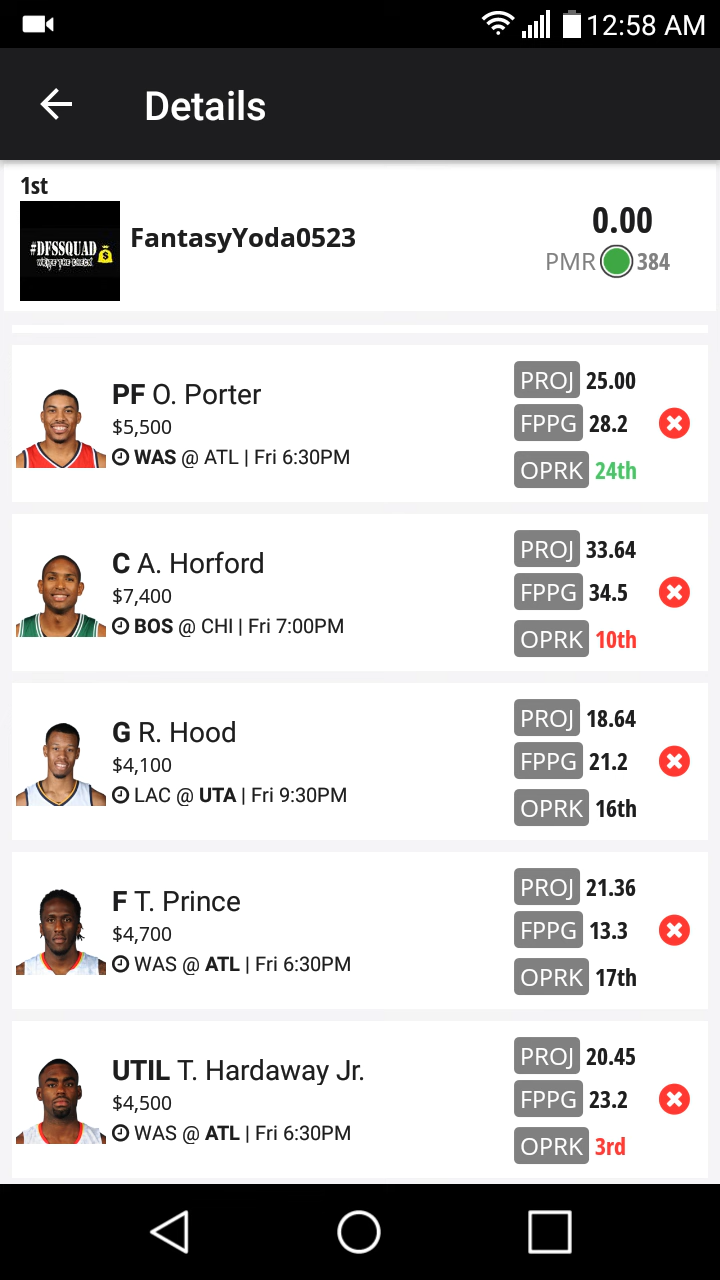 12:58 AM
Details
1st
#DFSSQUAD
WRITE THE CHECK
FantasyYoda0523
0.00
PMR 384
PF O. Porter
$5,500
WAS @ ATL | Fri 6:30PM
PROJ 25.00
FPPG 28.2
OPRK 24th
C A. Horford
$7,400
BOS @ CHI | Fri 7:00PM
PROJ 33.64
FPPG 34.5
OPRK 10th
G R. Hood
$4,100
LAC @ UTA | Fri 9:30PM
PROJ 18.64
FPPG 21.2
OPRK 16th
F T. Prince
$4,700
WAS @ ATL | Fri 6:30PM
PROJ 21.36
FPPG 13.3
OPRK 17th
UTIL T. Hardaway Jr.
$4,500
WAS @ ATL | Fri 6:30PM
PROJ 20.45
FPPG 23.2
OPRK 3rd